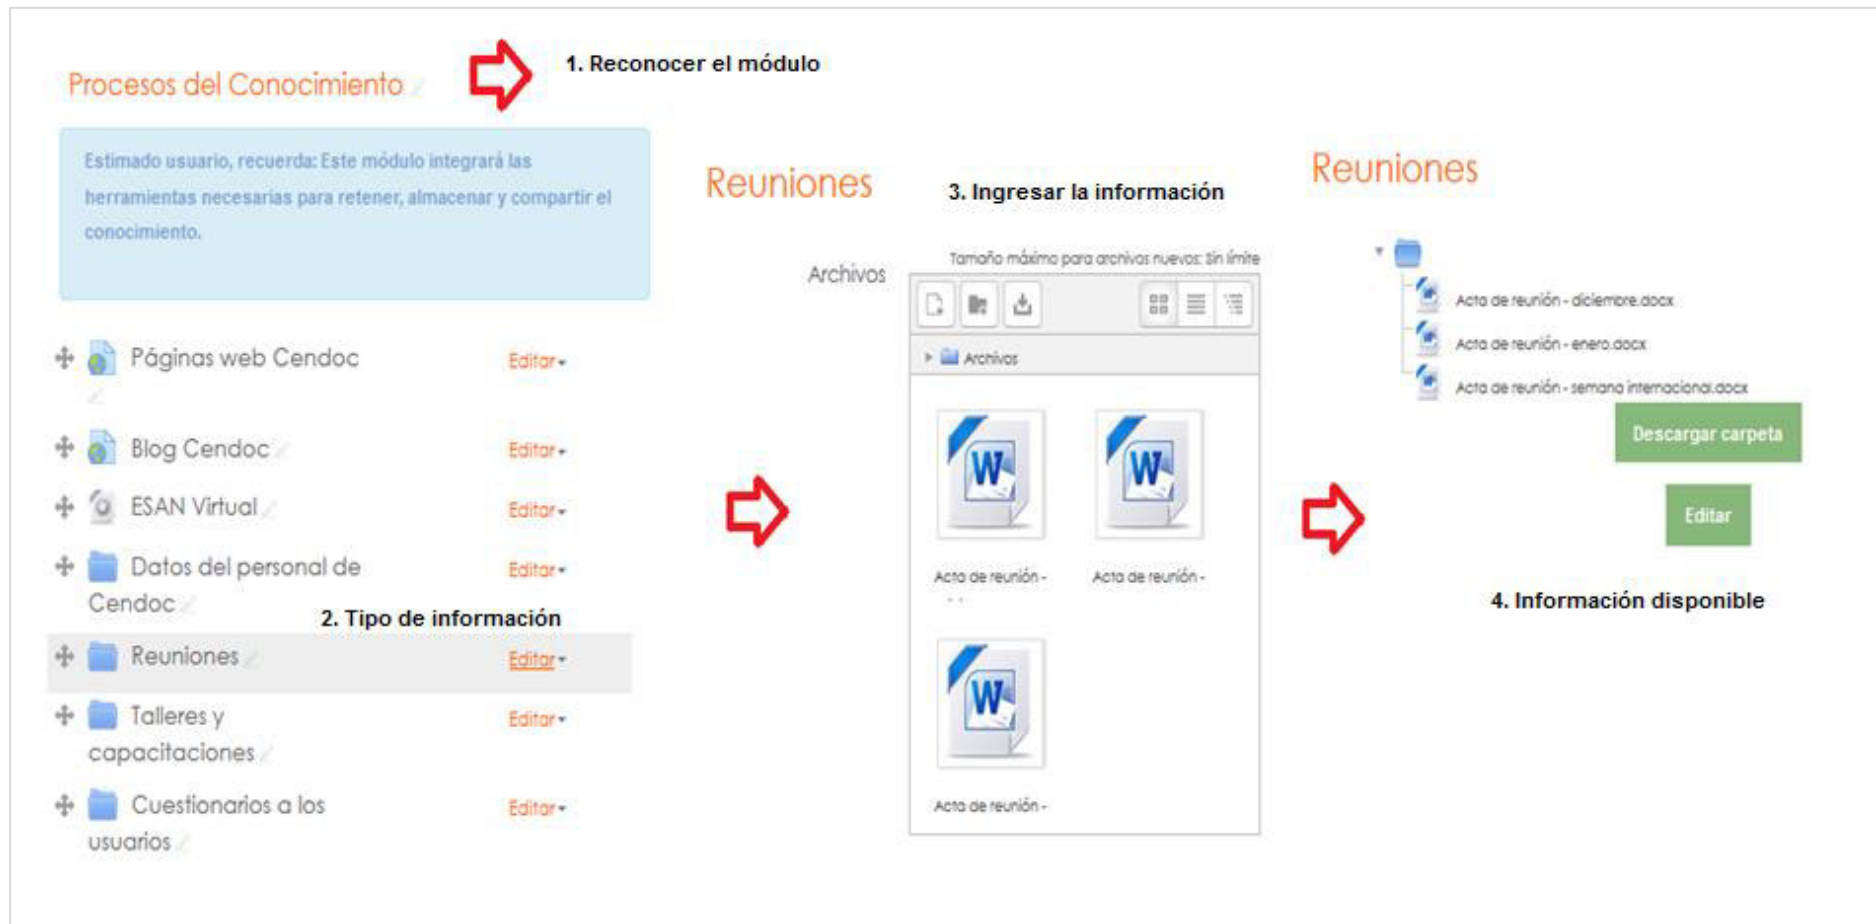 Procesos del Conocimiento
1. Reconocer el módulo
Estimado usuario, recuerda: Este módulo integrará las
herramientas necesarias para retener, almacenar y compartir el
conocimiento.
Páginas web Cendoc
Editar
Blog Cendoc
Editar
ESAN Virtual
Editar
Datos del personal de
Cendoc
Editar
2. Tipo de información
Reuniones
Editar
Talleres y
capacitaciones
Editar
Cuestionarios a los
usuarios
Editar
Reuniones
3. Ingresar la información
Archivos
Tamaño máximo para archivos nuevos: Sin límite
Archivos
W
W
Acta de reunión -
Acta de reunión -
W
Acta de reunión -
Reuniones
Acta de reunión - diciembre.docx
Acta de reunión - enero.docx
Acta de reunión - semana internacional.docx
Descargar carpeta
Editar
4. Información disponible